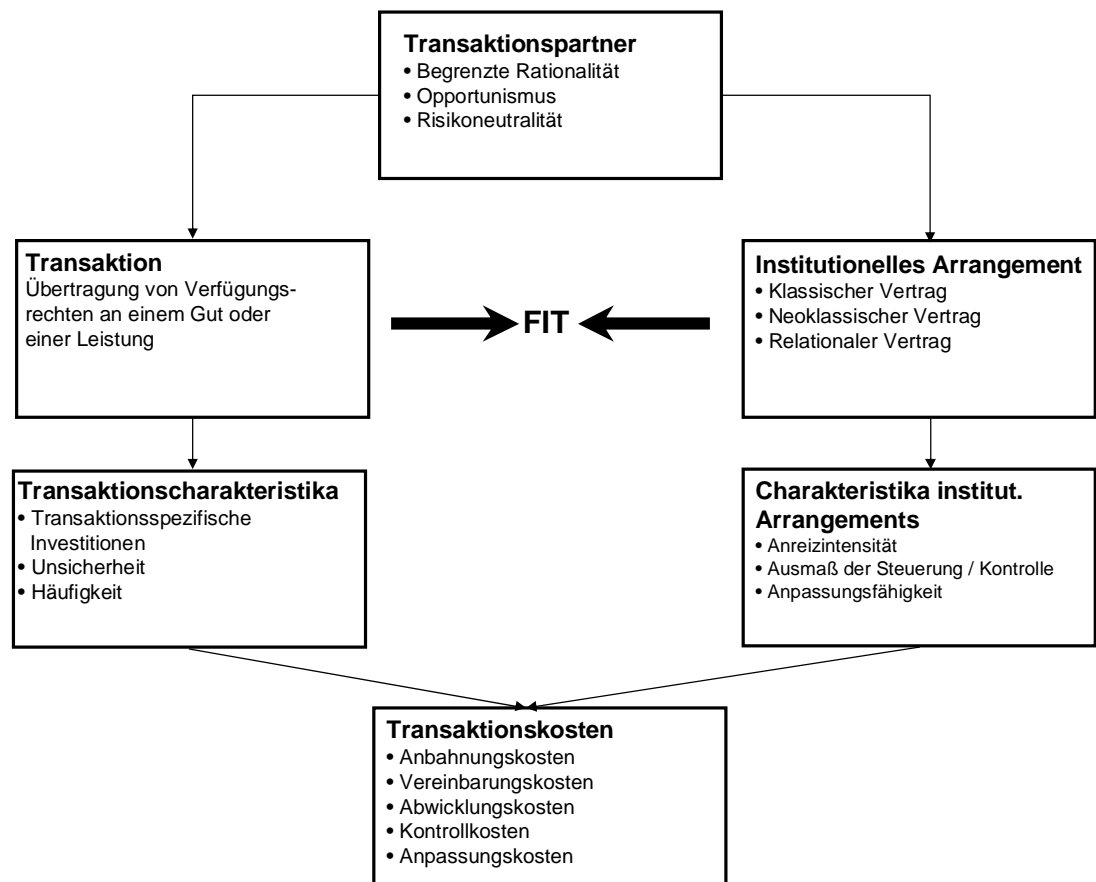 Transaktionspartner
• Begrenzte Rationalität
• Opportunismus
• Risikoneutralität
Transaktion
Übertragung von Verfügungs-
rechten an einem Gut oder
einer Leistung
FIT
Institutionelles Arrangement
• Klassischer Vertrag
• Neoklassischer Vertrag
• Relationaler Vertrag
Transaktionscharakteristika
• Transaktionsspezifische
Investitionen
• Unsicherheit
• Häufigkeit
Charakteristika institut.
Arrangements
• Anreizintensität
• Ausmaß der Steuerung / Kontrolle
• Anpassungsfähigkeit
Transaktionskosten
• Anbahnungskosten
• Vereinbarungskosten
• Abwicklungskosten
• Kontrollkosten
• Anpassungskosten